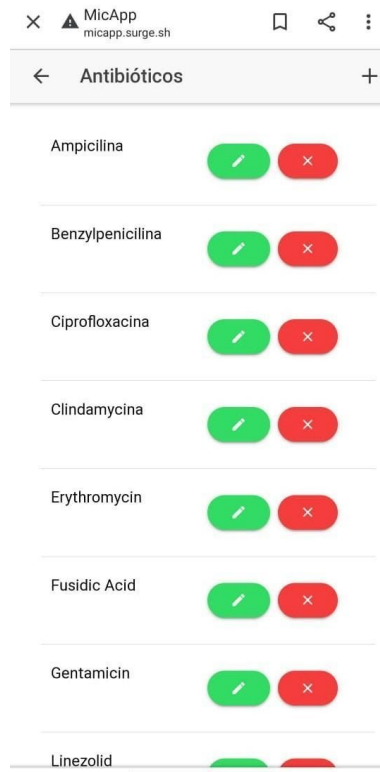 MicApp
micapp.surge.sh
Antibióticos
Ampicilina
Benzylpenicilina
Ciprofloxacina
Clindamycina
Erythromycin
Fusidic Acid
Gentamicin
Linezolid